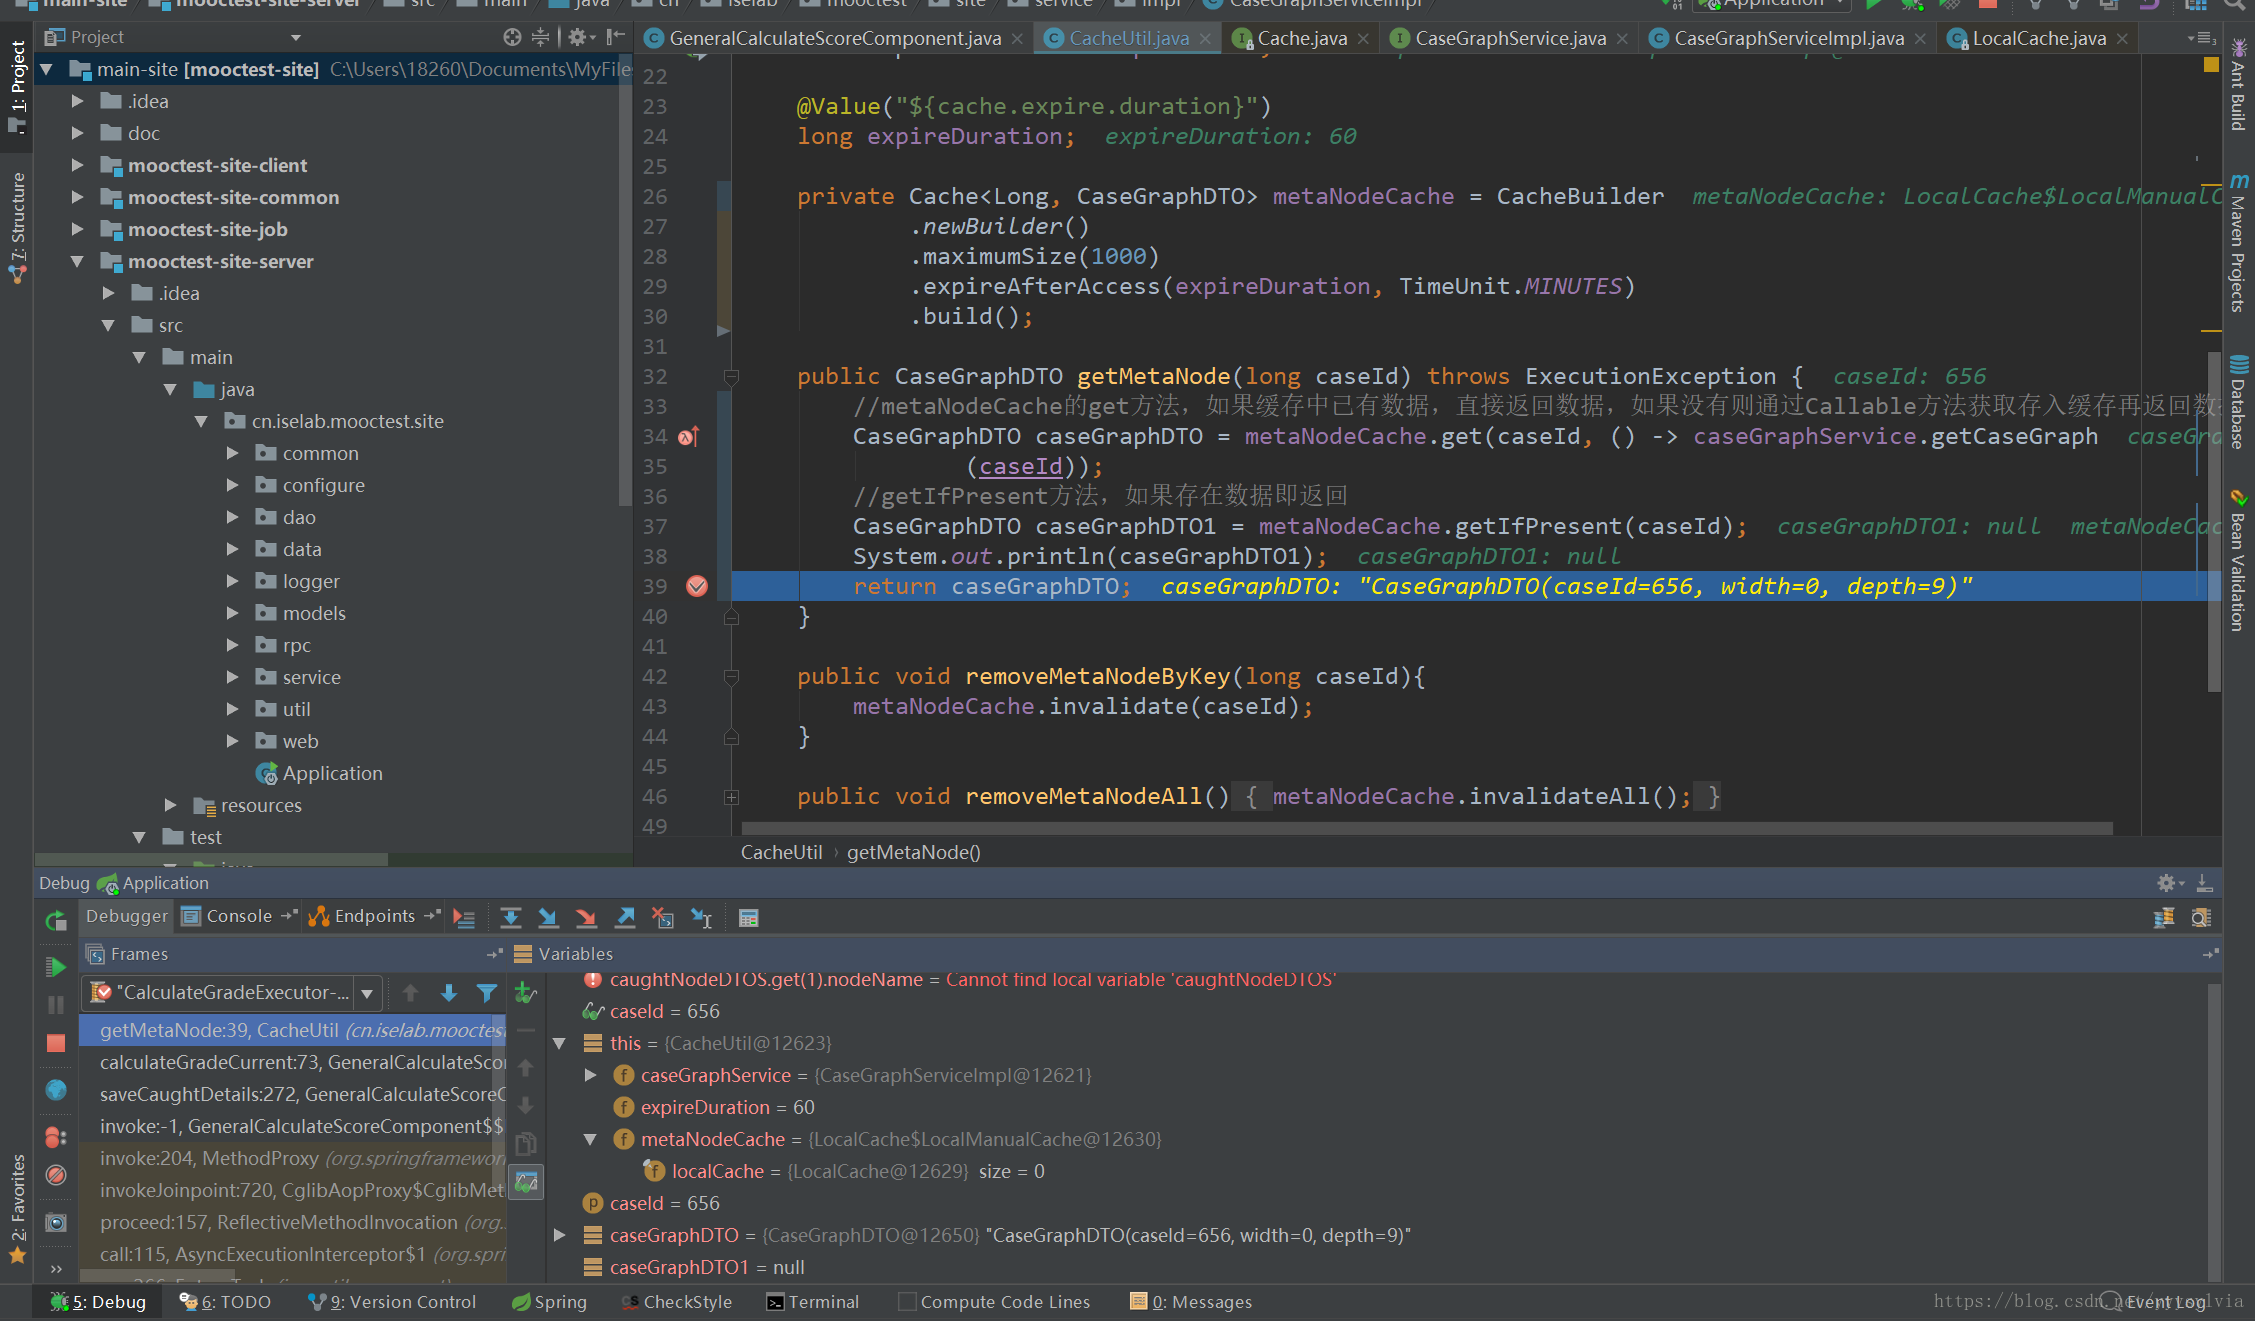 main-site
mooctest-site-server
src
main
java
cn
iselab
mooctest
site
service
impl
CaseGraphServiceImpl
Application
Project
GeneralCalculateScoreComponent.java
CacheUtil.java
Cache.java
CaseGraphService.java
CaseGraphServiceImpl.java
LocalCache.java
1: Project
7: Structure
2: Favorites
main-site [mooctest-site] C:\Users\18260\Documents\MyFile
.idea
doc
mooctest-site-client
mooctest-site-common
mooctest-site-job
mooctest-site-server
.idea
src
main
java
cn.iselab.mooctest.site
common
configure
dao
data
logger
models
rpc
service
util
web
Application
resources
test
22
23 @Value("${cache.expire.duration}")
24 long expireDuration; expireDuration: 60
25
26 private Cache<Long, CaseGraphDTO> metaNodeCache = CacheBuilder metaNodeCache: LocalCache$LocalManualC
27 .newBuilder()
28 .maximumSize(1000)
29 .expireAfterAccess(expireDuration, TimeUnit.MINUTES)
30 .build();
31
32 public CaseGraphDTO getMetaNode(long caseId) throws ExecutionException { caseId: 656
33 //metaNodeCache的get方法，如果缓存中已有数据，直接返回数据，如果没有则通过Callable方法获取存入缓存再返回数
34 CaseGraphDTO caseGraphDTO = metaNodeCache.get(caseId, () -> caseGraphService.getCaseGraph caseGra
35 (caseId));
36 //getIfPresent方法，如果存在数据即返回
37 CaseGraphDTO caseGraphDTO1 = metaNodeCache.getIfPresent(caseId); caseGraphDTO1: null metaNodeCac
38 System.out.println(caseGraphDTO1); caseGraphDTO1: null
39 return caseGraphDTO; caseGraphDTO: "CaseGraphDTO(caseId=656, width=0, depth=9)"
40 }
41
42 public void removeMetaNodeByKey(long caseId){
43 metaNodeCache.invalidate(caseId);
44 }
45
46 public void removeMetaNodeAll() { metaNodeCache.invalidateAll(); }
49
CacheUtil › getMetaNode()
Ant Build
Maven Projects
Database
Bean Validation
Debug Application
Debugger
Console
Endpoints
Frames
Variables
"CalculateGradeExecutor-...
getMetaNode:39, CacheUtil (cn.iselab.mooctes
calculateGradeCurrent:73, GeneralCalculateSco
saveCaughtDetails:272, GeneralCalculateScoreC
invoke:-1, GeneralCalculateScoreComponent$$
invoke:204, MethodProxy (org.springframewor
invokeJoinpoint:720, CglibAopProxy$CglibMet
proceed:157, ReflectiveMethodInvocation (org.
call:115, AsyncExecutionInterceptor$1 (org.spri
caughtNodeDTOS.get(1).nodeName = Cannot find local variable 'caughtNodeDTOS'
caseId = 656
this = {CacheUtil@12623}
caseGraphService = {CaseGraphServiceImpl@12621}
expireDuration = 60
metaNodeCache = {LocalCache$LocalManualCache@12630}
localCache = {LocalCache@12629} size = 0
caseId = 656
caseGraphDTO = {CaseGraphDTO@12650} "CaseGraphDTO(caseId=656, width=0, depth=9)"
caseGraphDTO1 = null
5: Debug
6: TODO
9: Version Control
Spring
CheckStyle
Terminal
Compute Code Lines
0: Messages
Event Log